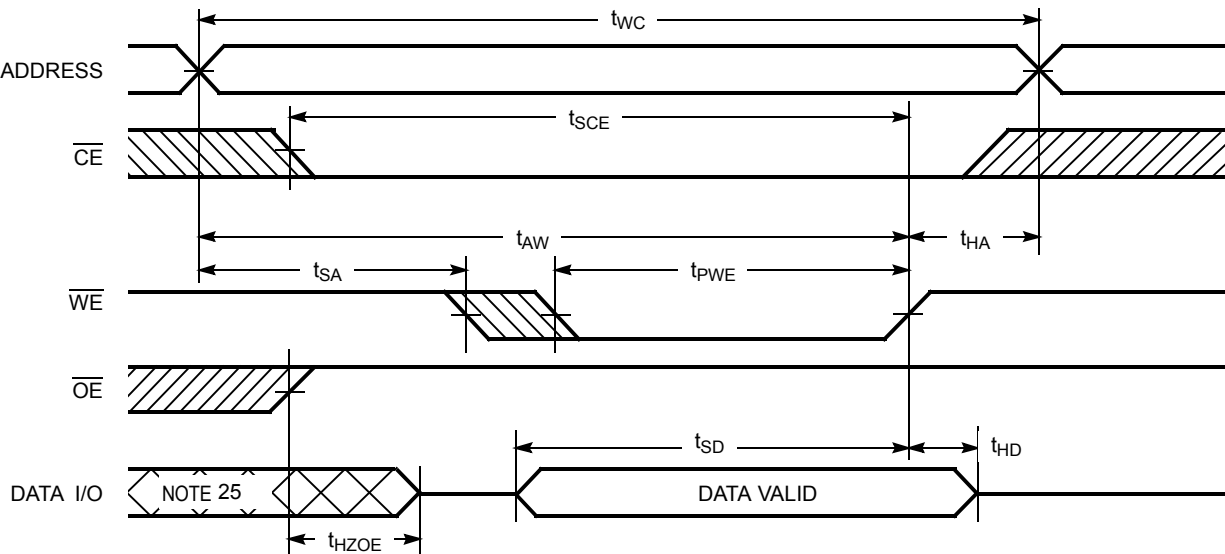 tWC
ADDRESS
tSCE
CE
tAW
tHA
tSA
tPWE
WE
OE
tSD
tHD
DATA I/O
NOTE 25
DATA VALID
tHZOE